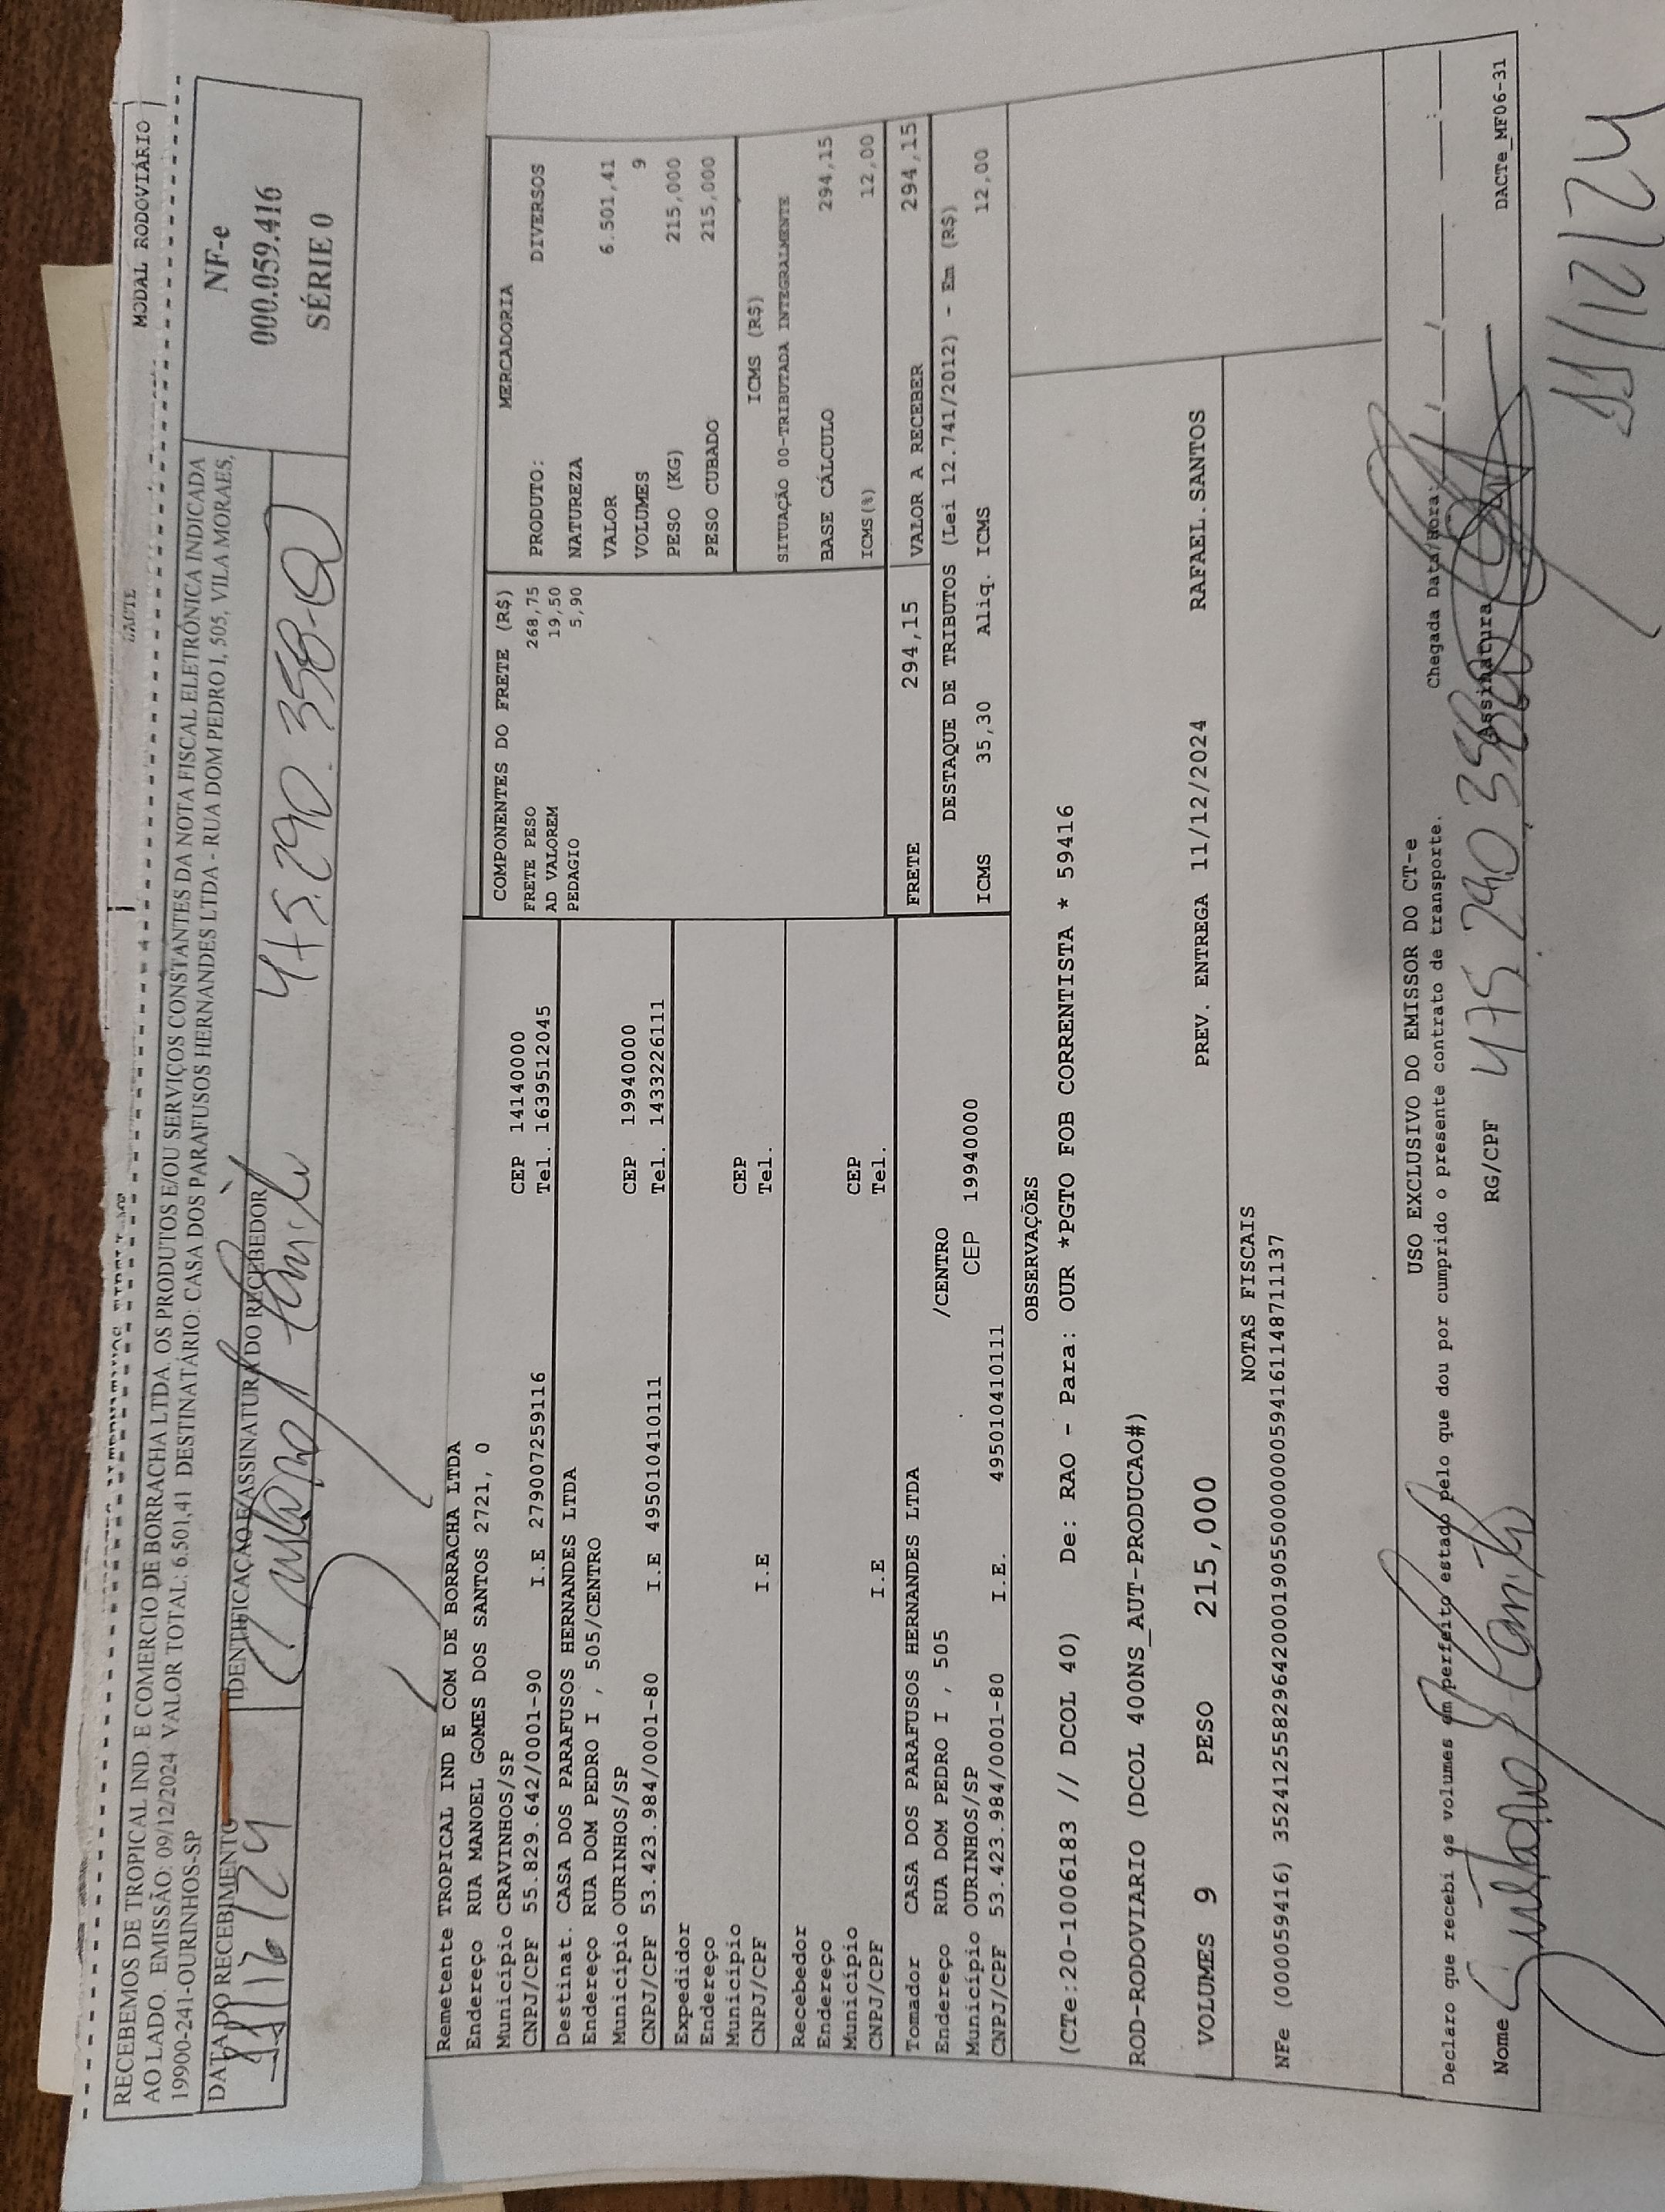 DACTE MODAL RODOVIÁRIO
RECEBEMOS DE TROPICAL IND. E COMERCIO DE BORRACHA LTDA. OS PRODUTOS E/OU SERVIÇOS CONSTANTES DA NOTA FISCAL ELETRÔNICA INDICADA
AO LADO. EMISSÃO: 09/12/2024 VALOR TOTAL: 6.501,41 DESTINATÁRIO: CASA DOS PARAFUSOS HERNANDES LTDA - RUA DOM PEDRO I, 505, VILA MORAES,
19900-241-OURINHOS-SP
NF-e
000.059.416
SÉRIE 0
DATA DO RECEBIMENTO
11/12/24
IDENTIFICAÇÃO E ASSINATURA DO RECEBEDOR
Gustavo 475.290.358-
Remetente TROPICAL IND E COM DE BORRACHA LTDA
Endereço RUA MANOEL GOMES DOS SANTOS 2721, 0
Município CRAVINHOS/SP CEP 14140000
CNPJ/CPF 55.829.642/0001-90 I.E 279007259116 Tel. 1639512045
Destinat. CASA DOS PARAFUSOS HERNANDES LTDA
Endereço RUA DOM PEDRO I , 505/CENTRO
Município OURINHOS/SP CEP 19940000
CNPJ/CPF 53.423.984/0001-80 I.E 495010410111 Tel. 1433226111
Expedidor
Endereço
Município CEP
CNPJ/CPF I.E Tel.
Recebedor
Endereço
Município CEP
CNPJ/CPF I.E Tel.
Tomador CASA DOS PARAFUSOS HERNANDES LTDA
Endereço RUA DOM PEDRO I , 505 /CENTRO
Município OURINHOS/SP CEP 19940000
CNPJ/CPF 53.423.984/0001-80 I.E. 495010410111
COMPONENTES DO FRETE (R$)
FRETE PESO 268,75
AD VALOREM 19,50
PEDAGIO 5,90
MERCADORIA
PRODUTO: DIVERSOS
NATUREZA
VALOR 6.501,41
VOLUMES 9
PESO (KG) 215,000
PESO CUBADO 215,000
ICMS (R$)
SITUAÇÃO 00-TRIBUTADA INTEGRALMENTE
BASE CÁLCULO 294,15
ICMS(%) 12,00
FRETE 294,15 VALOR A RECEBER 294,15
DESTAQUE DE TRIBUTOS (Lei 12.741/2012) - Em (R$)
ICMS 35,30 Aliq. ICMS 12,00
OBSERVAÇÕES
(CTe:20-1006183 // DCOL 40) De: RAO - Para: OUR *PGTO FOB CORRENTISTA * 59416
ROD-RODOVIARIO (DCOL 400NS_AUT-PRODUCAO#)
VOLUMES 9 PESO 215,000 PREV. ENTREGA 11/12/2024 RAFAEL.SANTOS
NOTAS FISCAIS
NFe (00059416) 35241255829642000190550000000594161148711137
USO EXCLUSIVO DO EMISSOR DO CT-e
Declaro que recebi os volumes em perfeito estado pelo que dou por cumprido o presente contrato de transporte.
Chegada Data/Hora: / / :
Nome Gustavo RG/CPF 475.290.358 Assinatura
DACTe_MF06-31
11/12/24